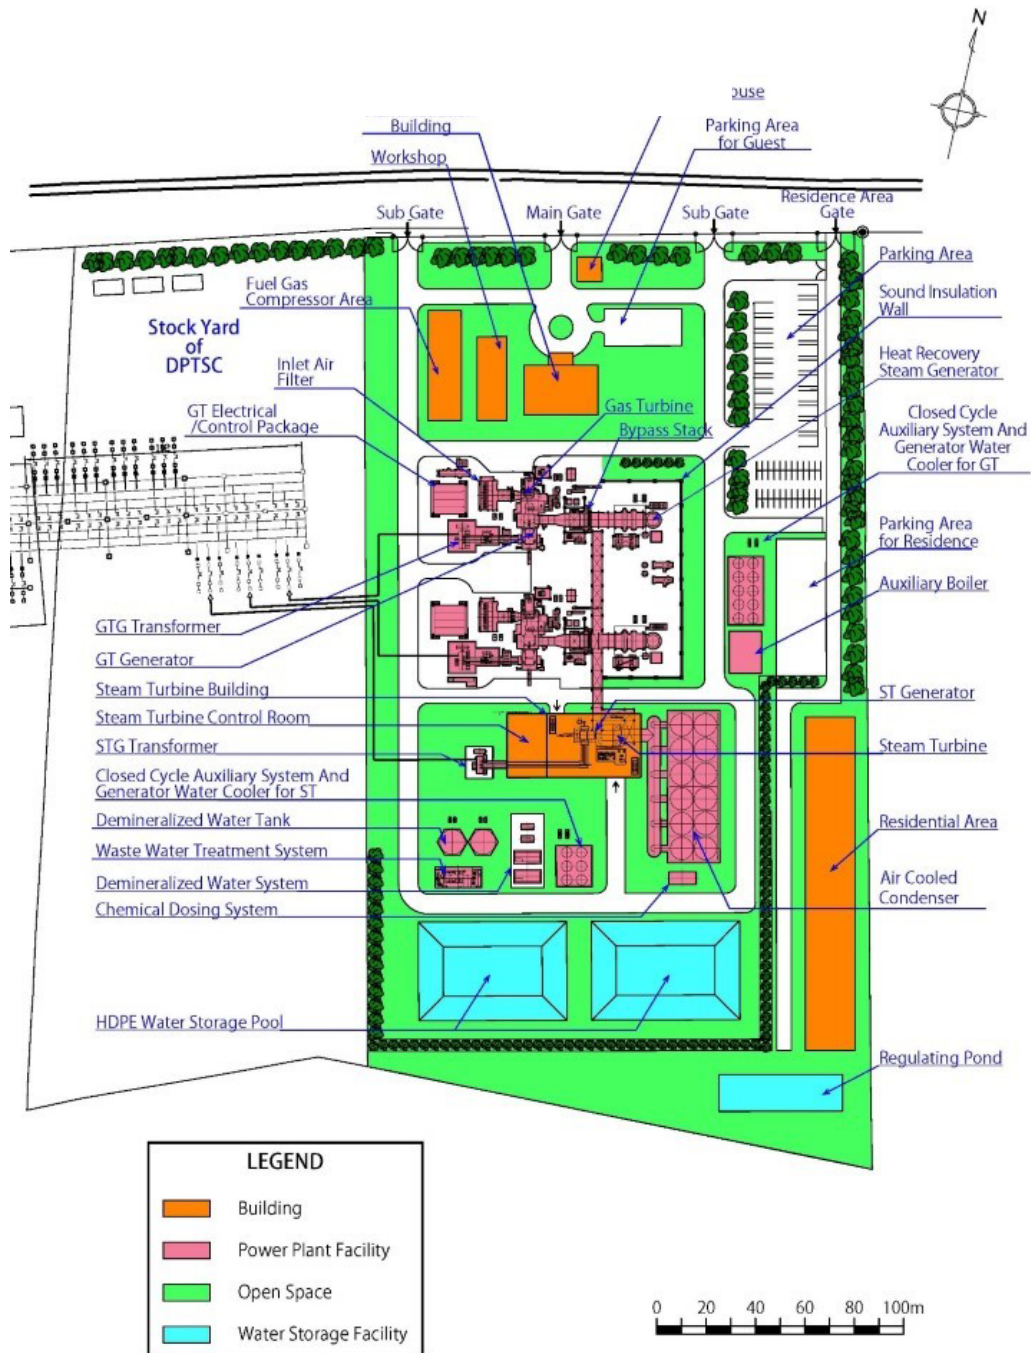 N
ouse
Building
Parking Area
for Guest
Workshop
Residence Area
Gate
Sub Gate
Main Gate
Sub Gate
Parking Area
Fuel Gas
Compressor Area
Sound Insulation
Wall
Stock Yard
of
DPTSC
Inlet Air
Filter
Heat Recovery
Steam Generator
GT Electrical
/Control Package
Gas Turbine
Bypass Stack
Closed Cycle
Auxiliary System And
Generator Water
Cooler for GT
Parking Area
for Residence
Auxiliary Boiler
GTG Transformer
GT Generator
Steam Turbine Building
ST Generator
Steam Turbine Control Room
STG Transformer
Steam Turbine
Closed Cycle Auxiliary System And
Generator Water Cooler for ST
Demineralized Water Tank
Residential Area
Waste Water Treatment System
Demineralized Water System
Air Cooled
Condenser
Chemical Dosing System
HDPE Water Storage Pool
Regulating Pond
LEGEND
Building
Power Plant Facility
Open Space
Water Storage Facility
0 20 40 60 80 100m